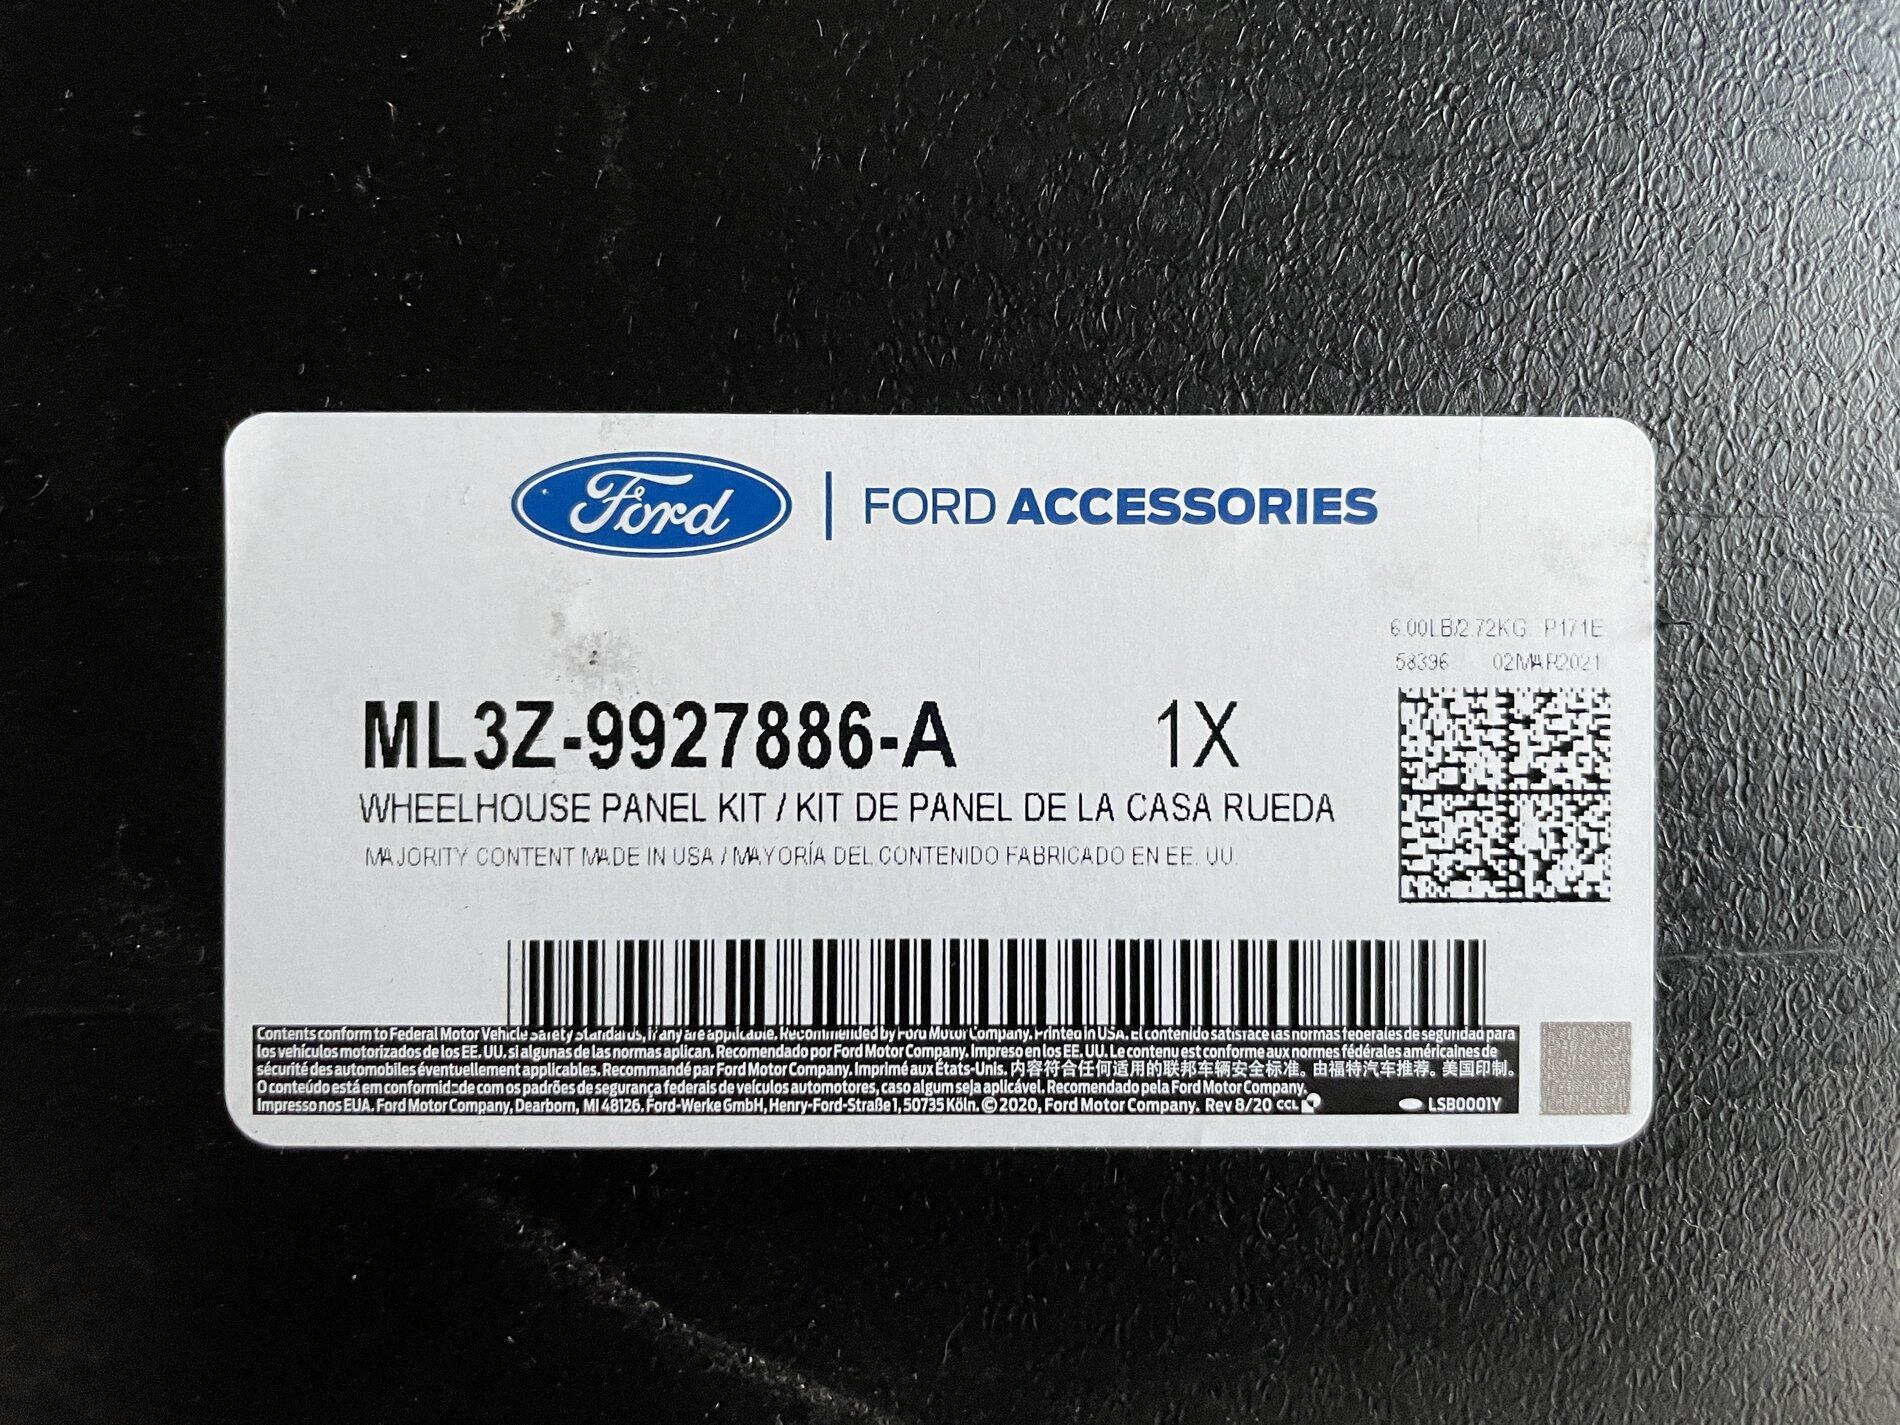 Ford | FORD ACCESSORIES
6.00LB/2.72KG P171E
58396 02MAR2021
ML3Z-9927886-A 1X
WHEELHOUSE PANEL KIT / KIT DE PANEL DE LA CASA RUEDA
MAJORITY CONTENT MADE IN USA / MAYORÍA DEL CONTENIDO FABRICADO EN EE. UU.
Contents conform to Federal Motor Vehicle Safety Standards, if any are applicable. Recommended by Ford Motor Company. Printed in USA. El contenido satisface las normas federales de seguridad para
los vehículos motorizados de los EE. UU. si algunas de las normas aplican. Recomendado por Ford Motor Company. Impreso en los EE. UU. Le contenu est conforme aux normes fédérales américaines de
sécurité des automobiles éventuellement applicables. Recommandé par Ford Motor Company. Imprimé aux États-Unis. 内容符合任何适用的联邦车辆安全标准。由福特汽车推荐。美国印制。
O conteúdo está em conformidade com os padrões de segurança federais de veículos automotores, caso algum seja aplicável. Recomendado pela Ford Motor Company.
Impresso nos EUA. Ford Motor Company, Dearborn, MI 48126. Ford-Werke GmbH, Henry-Ford-Straße 1, 50735 Köln. © 2020, Ford Motor Company. Rev 8/20 CCL LSB0001Y